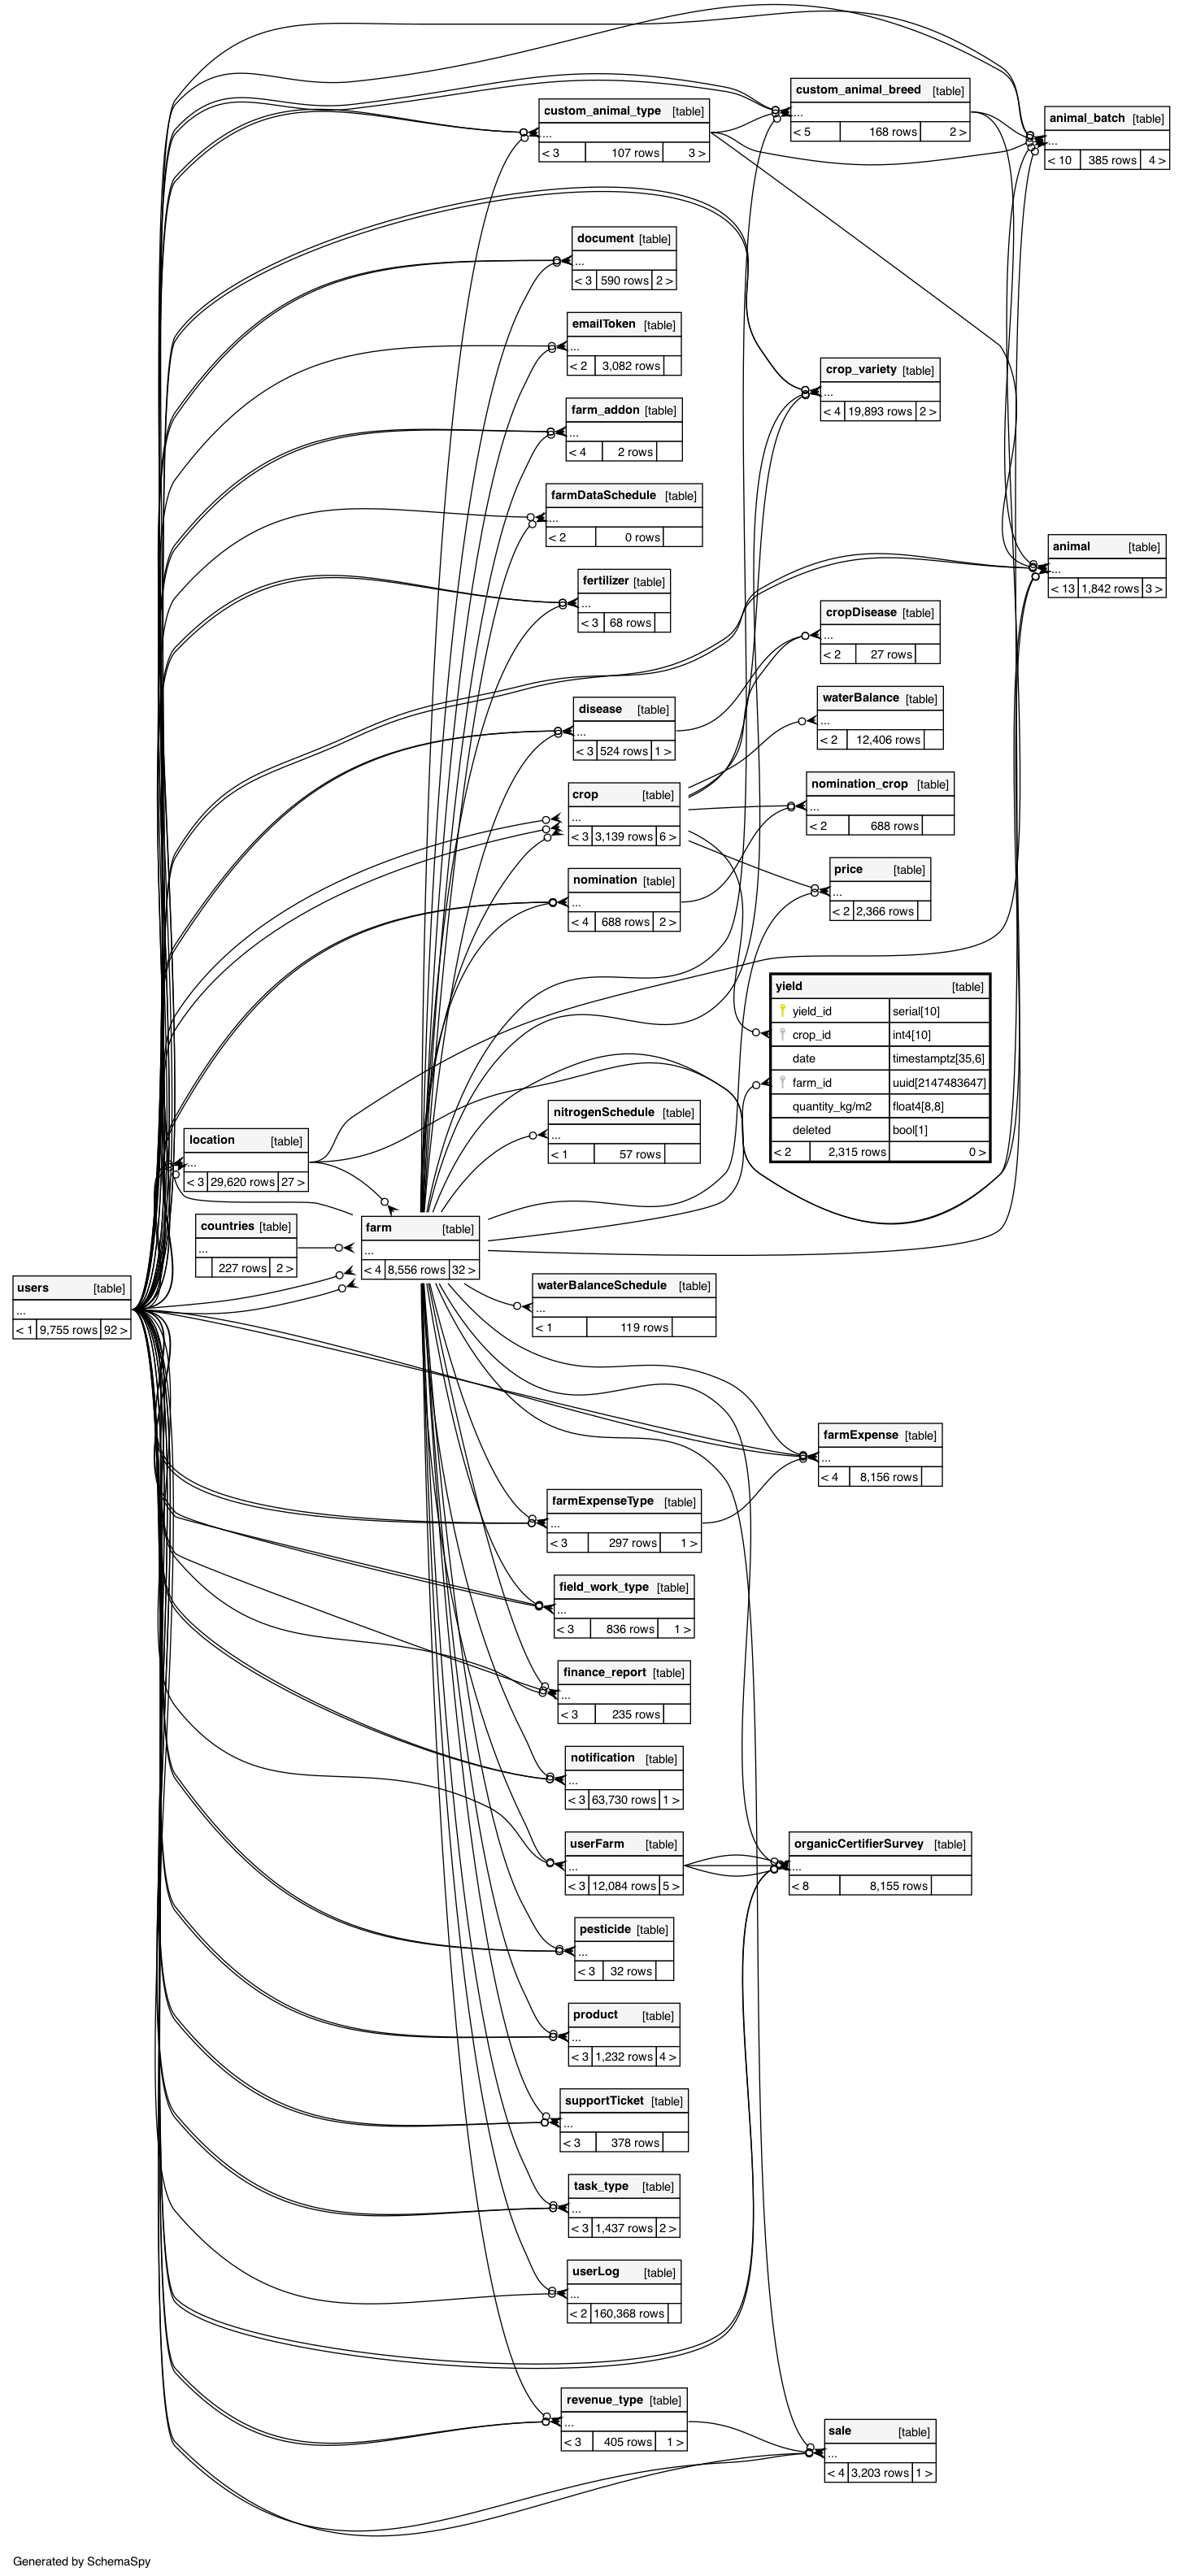 custom_animal_breed [table]
...
< 5 168 rows 2 >
custom_animal_type [table]
...
< 3 107 rows 3 >
animal_batch [table]
...
< 10 385 rows 4 >
document [table]
...
< 3 590 rows 2 >
emailToken [table]
...
< 2 3,082 rows
crop_variety [table]
...
< 4 19,893 rows 2 >
farm_addon [table]
...
< 4 2 rows
farmDataSchedule [table]
...
< 2 0 rows
animal [table]
...
< 13 1,842 rows 3 >
fertilizer [table]
...
< 3 68 rows
cropDisease [table]
...
< 2 27 rows
waterBalance [table]
...
< 2 12,406 rows
disease [table]
...
< 3 524 rows 1 >
crop [table]
...
< 3 3,139 rows 6 >
nomination_crop [table]
...
< 2 688 rows
nomination [table]
...
< 4 688 rows 2 >
price [table]
...
< 2 2,366 rows
yield [table]
yield_id serial[10]
crop_id int4[10]
date timestamptz[35,6]
farm_id uuid[2147483647]
quantity_kg/m2 float4[8,8]
deleted bool[1]
< 2 2,315 rows 0 >
nitrogenSchedule [table]
...
< 1 57 rows
location [table]
...
< 3 29,620 rows 27 >
countries [table]
...
227 rows 2 >
farm [table]
...
< 4 8,556 rows 32 >
users [table]
...
< 1 9,755 rows 92 >
waterBalanceSchedule [table]
...
< 1 119 rows
farmExpense [table]
...
< 4 8,156 rows
farmExpenseType [table]
...
< 3 297 rows 1 >
field_work_type [table]
...
< 3 836 rows 1 >
finance_report [table]
...
< 3 235 rows
notification [table]
...
< 3 63,730 rows 1 >
userFarm [table]
...
< 3 12,084 rows 5 >
organicCertifierSurvey [table]
...
< 8 8,155 rows
pesticide [table]
...
< 3 32 rows
product [table]
...
< 3 1,232 rows 4 >
supportTicket [table]
...
< 3 378 rows
task_type [table]
...
< 3 1,437 rows 2 >
userLog [table]
...
< 2 160,368 rows
revenue_type [table]
...
< 3 405 rows 1 >
sale [table]
...
< 4 3,203 rows 1 >
Generated by SchemaSpy